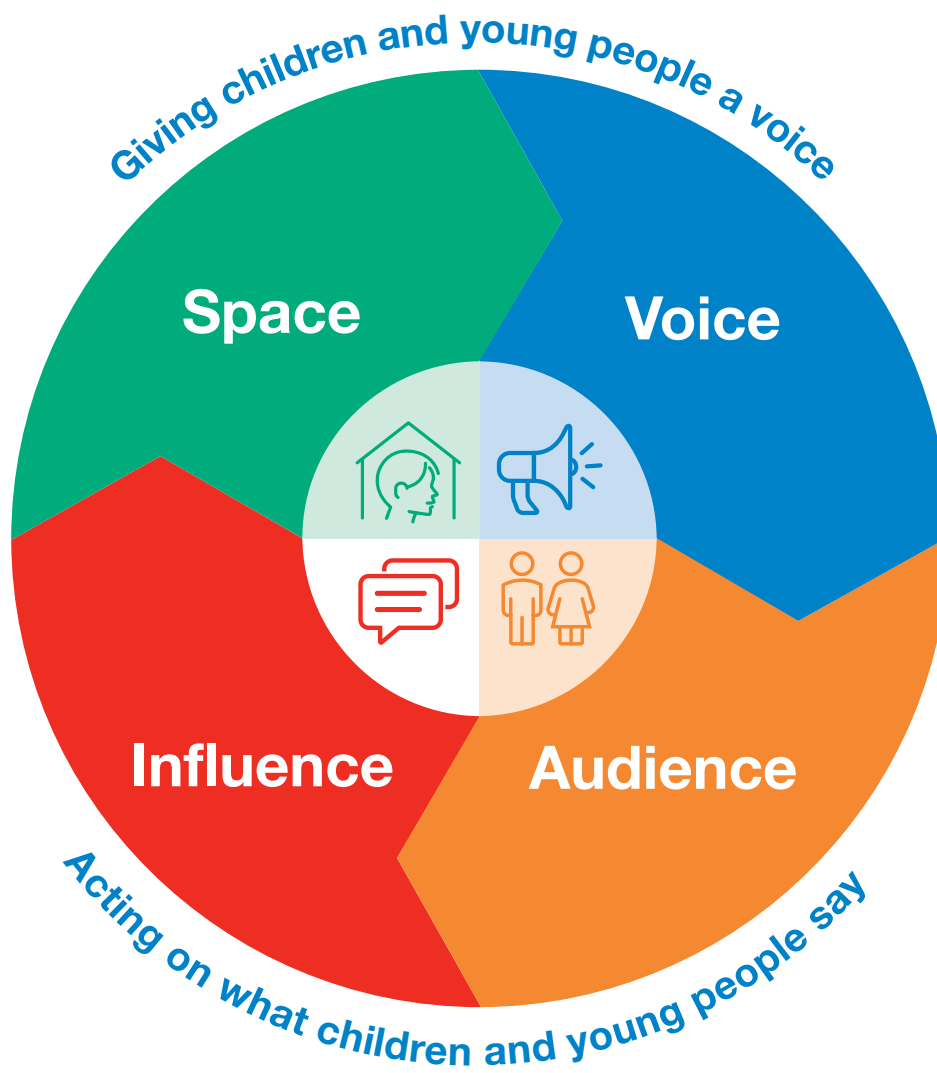 Giving children and young people a voice
Space
Voice
Influence
Audience
Acting on what children and young people say